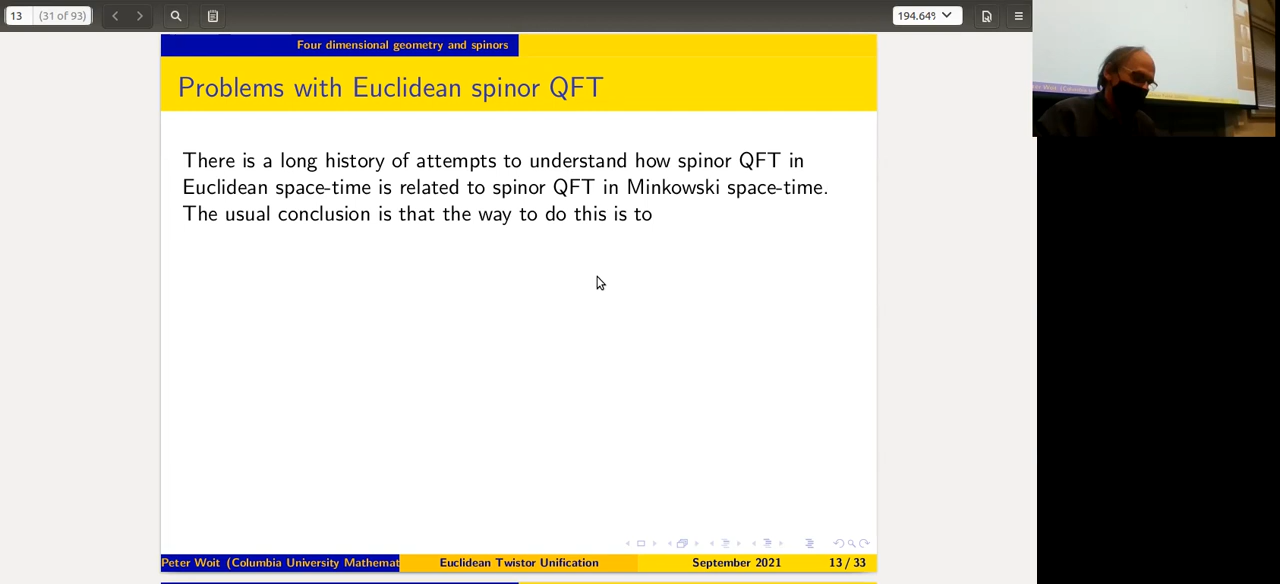 13 (31 of 93)
194.64%
Four dimensional geometry and spinors
Problems with Euclidean spinor QFT
There is a long history of attempts to understand how spinor QFT in
Euclidean space-time is related to spinor QFT in Minkowski space-time.
The usual conclusion is that the way to do this is to
Peter Woit (Columbia University Mathemat
Euclidean Twistor Unification
September 2021
13 / 33